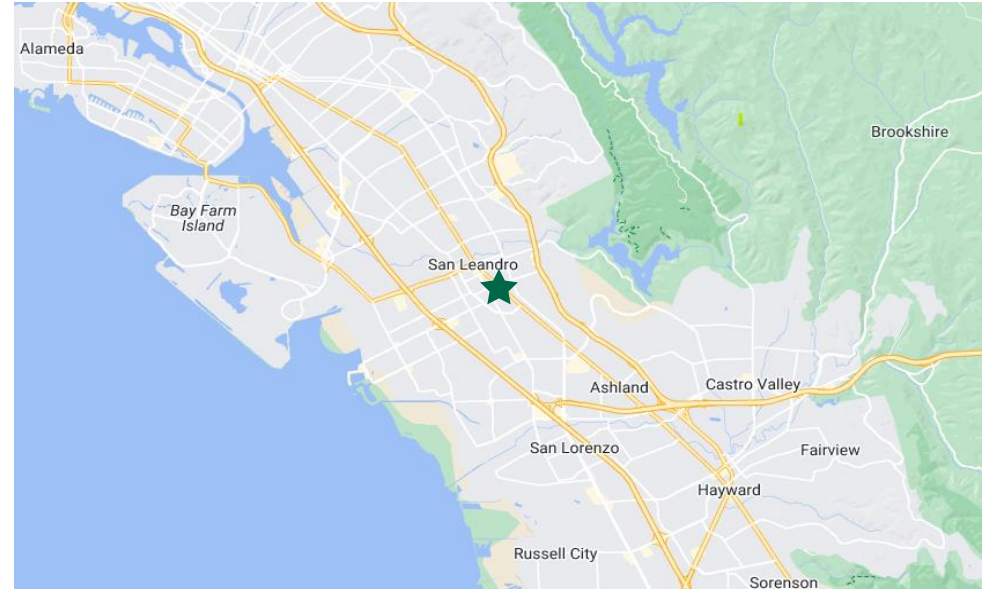 Alameda
Brookshire
Bay Farm
Island
San Leandro
Ashland
Castro Valley
San Lorenzo
Fairview
Hayward
Russell City
Sorenson